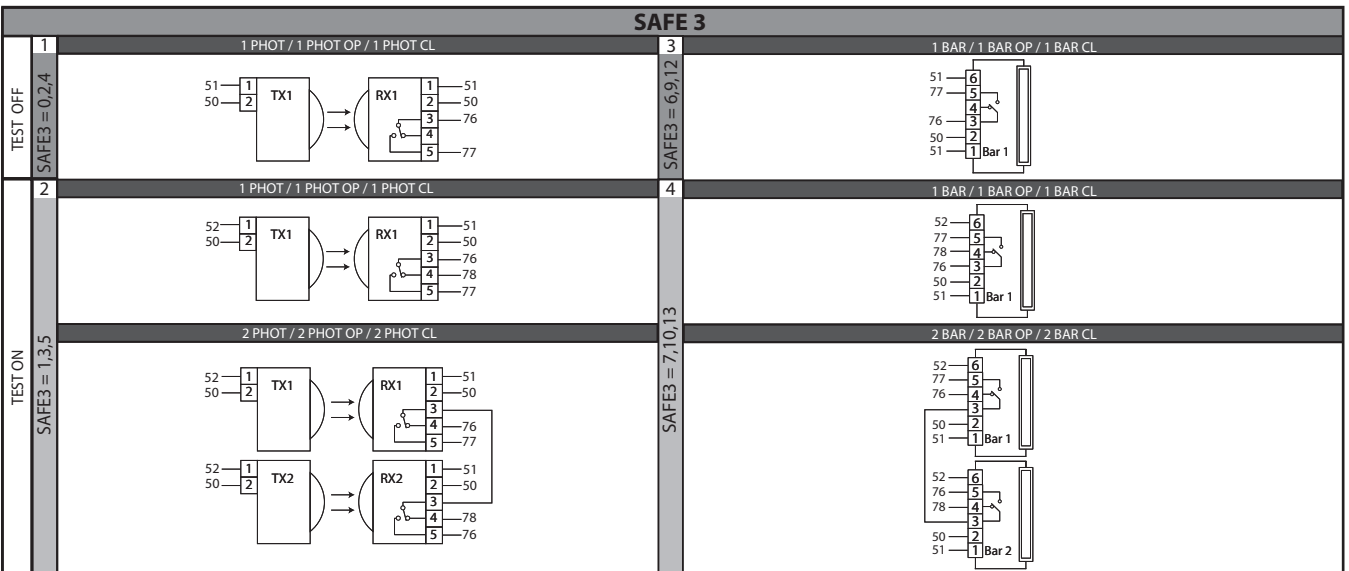 SAFE 3
TEST OFF
1
SAFE3 = 0,2,4
1 PHOT / 1 PHOT OP / 1 PHOT CL
51 1 TX1 RX1 1 51
50 2 2 50
3 76
4
5 77
3
SAFE3 = 6,9,12
1 BAR / 1 BAR OP / 1 BAR CL
51 6
77 5
4
76 3
50 2
51 1 Bar 1
TEST ON
2
SAFE3 = 1,3,5
1 PHOT / 1 PHOT OP / 1 PHOT CL
52 1 TX1 RX1 1 51
50 2 2 50
3 76
4 78
5 77
2 PHOT / 2 PHOT OP / 2 PHOT CL
52 1 TX1 RX1 1 51
50 2 2 50
3
4 76
5 77
52 1 TX2 RX2 1 51
50 2 2 50
3
4 78
5 76
4
SAFE3 = 7,10,13
1 BAR / 1 BAR OP / 1 BAR CL
52 6
77 5
78 4
76 3
50 2
51 1 Bar 1
2 BAR / 2 BAR OP / 2 BAR CL
52 6
77 5
76 4
3
50 2
51 1 Bar 1
52 6
76 5
78 4
3
50 2
51 1 Bar 2